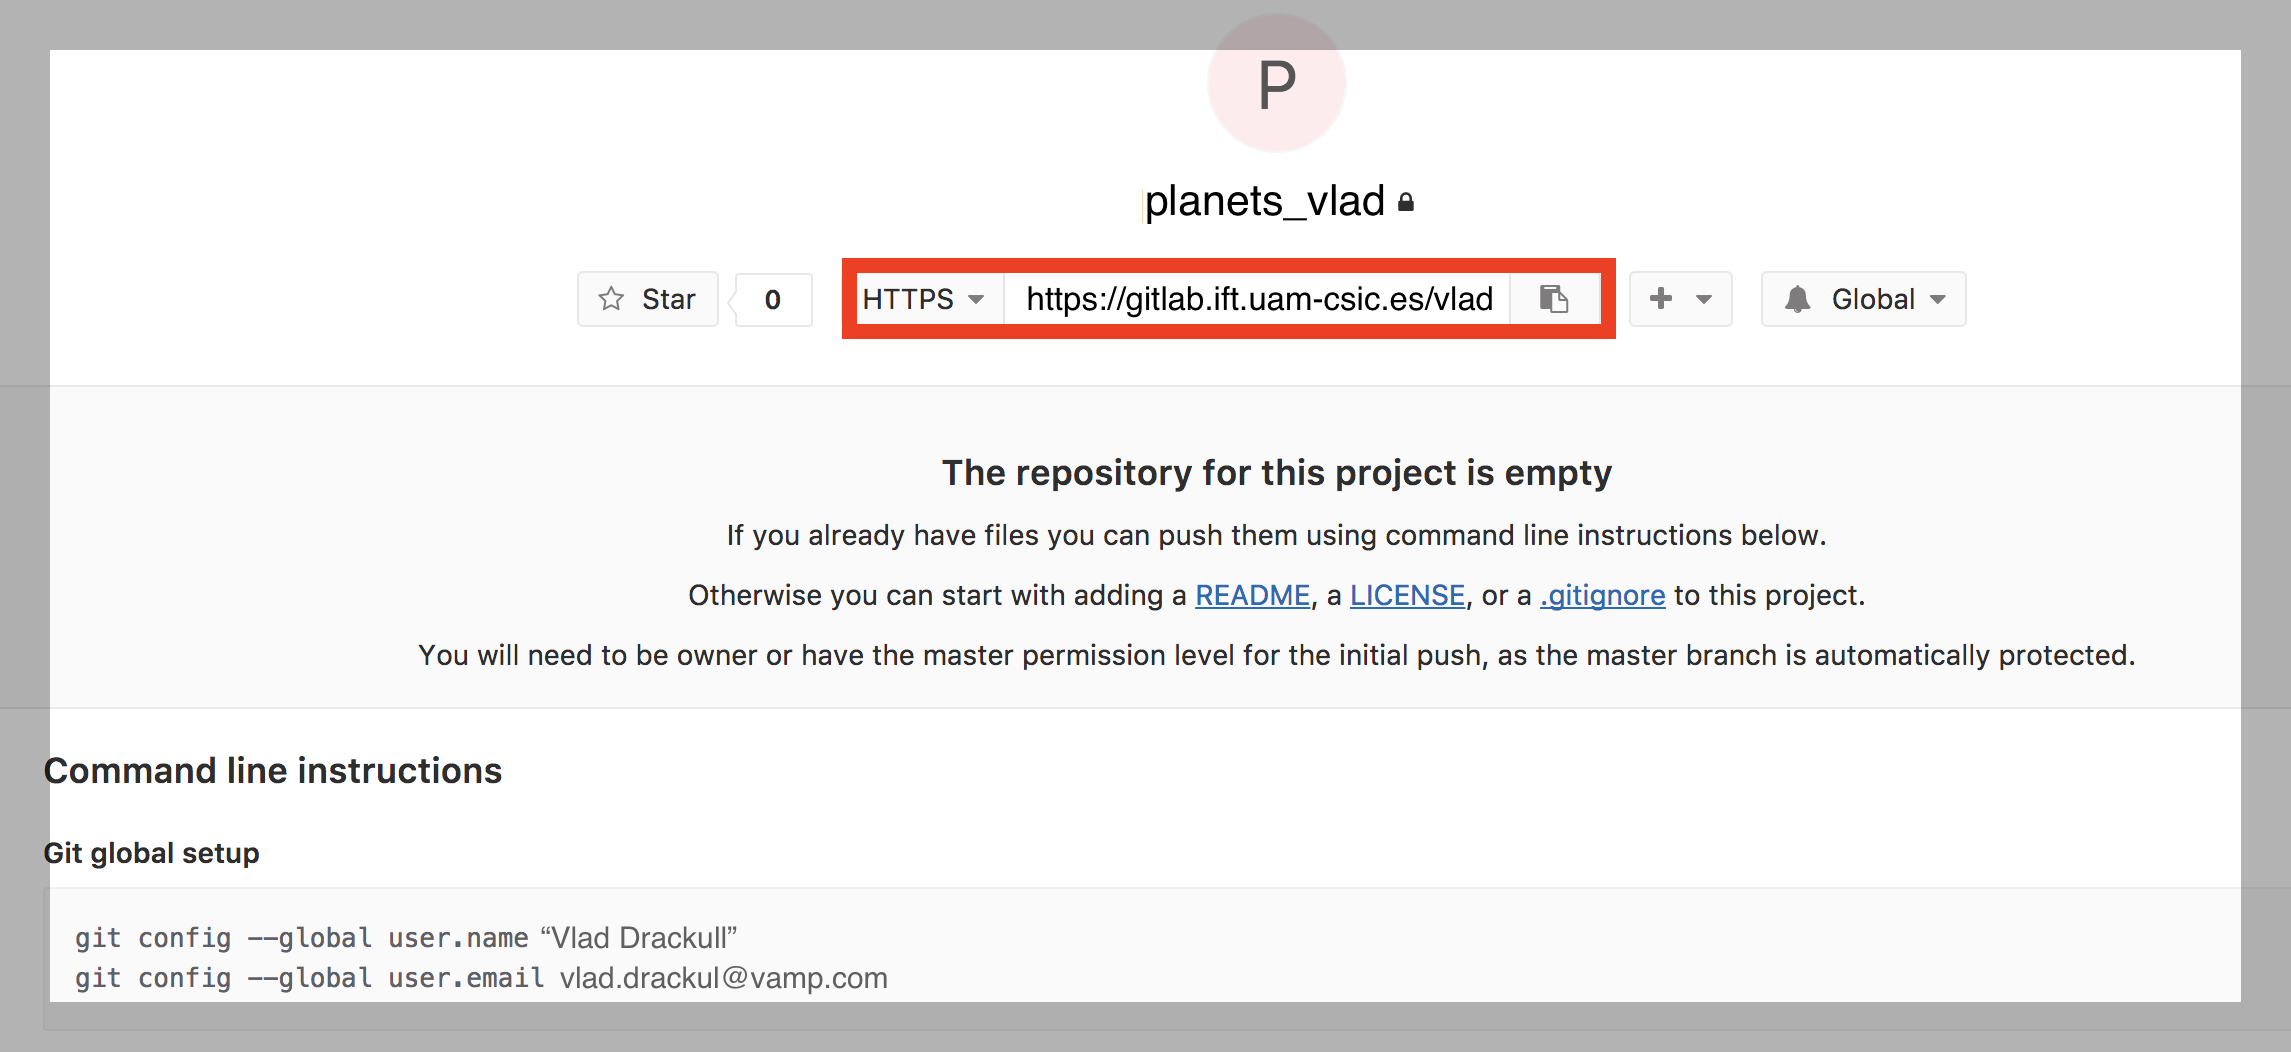 P
planets_vlad
Star 0 HTTPS https://gitlab.ift.uam-csic.es/vlad Global
The repository for this project is empty
If you already have files you can push them using command line instructions below.
Otherwise you can start with adding a README, a LICENSE, or a .gitignore to this project.
You will need to be owner or have the master permission level for the initial push, as the master branch is automatically protected.
Command line instructions
Git global setup
git config --global user.name “Vlad Drackull”
git config --global user.email vlad.drackul@vamp.com